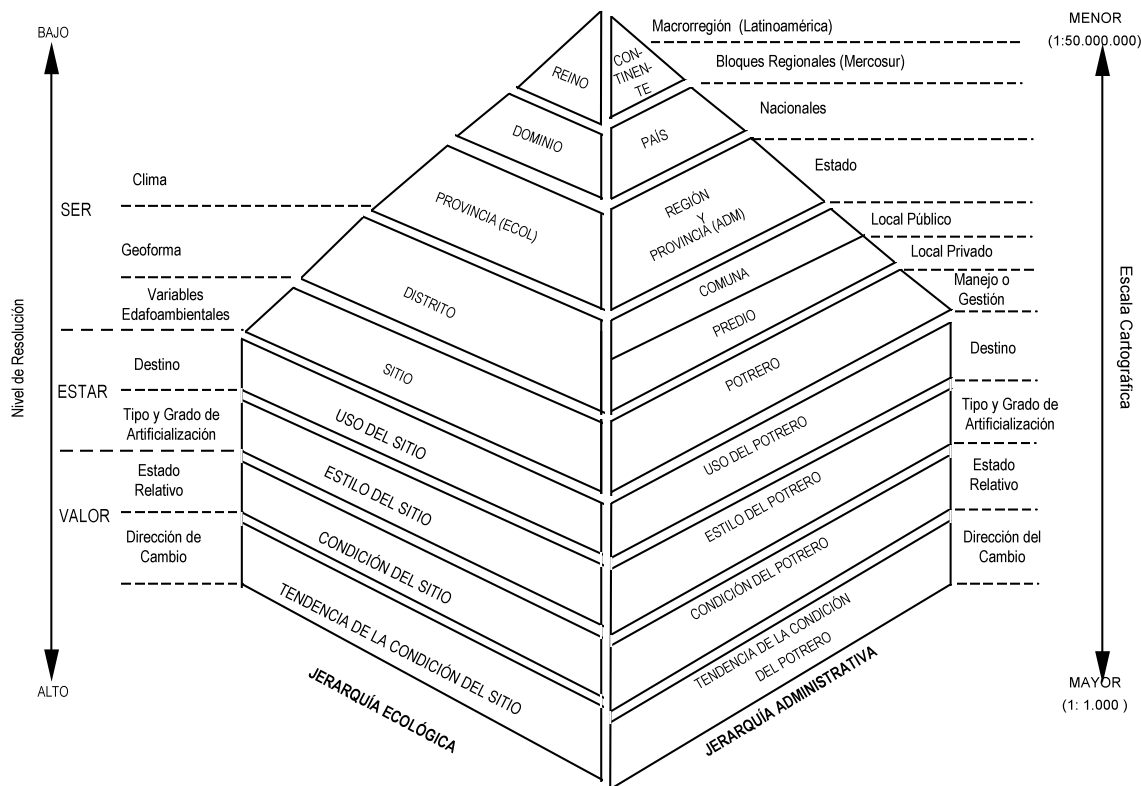 BAJO
Nivel de Resolución
ALTO
SER
ESTAR
VALOR
Clima
Geoforma
Variables
Edafoambientales
Destino
Tipo y Grado de
Artificialización
Estado
Relativo
Dirección de
Cambio
REINO
DOMINIO
PROVINCIA (ECOL)
DISTRITO
SITIO
USO DEL SITIO
ESTILO DEL SITIO
CONDICIÓN DEL SITIO
TENDENCIA DE LA CONDICIÓN DEL SITIO
JERARQUÍA ECOLÓGICA
CON-
TINEN-
TE
PAÍS
REGIÓN
Y
PROVINCIA (ADM)
COMUNA
PREDIO
POTRERO
USO DEL POTRERO
ESTILO DEL POTRERO
CONDICIÓN DEL POTRERO
TENDENCIA DE LA CONDICIÓN
DEL POTRERO
JERARQUÍA ADMINISTRATIVA
Macrorregión (Latinoamérica)
Bloques Regionales (Mercosur)
Nacionales
Estado
Local Público
Local Privado
Manejo o
Gestión
Destino
Tipo y Grado de
Artificialización
Estado
Relativo
Dirección del
Cambio
MENOR
(1:50.000.000)
Escala Cartográfica
MAYOR
(1: 1.000 )